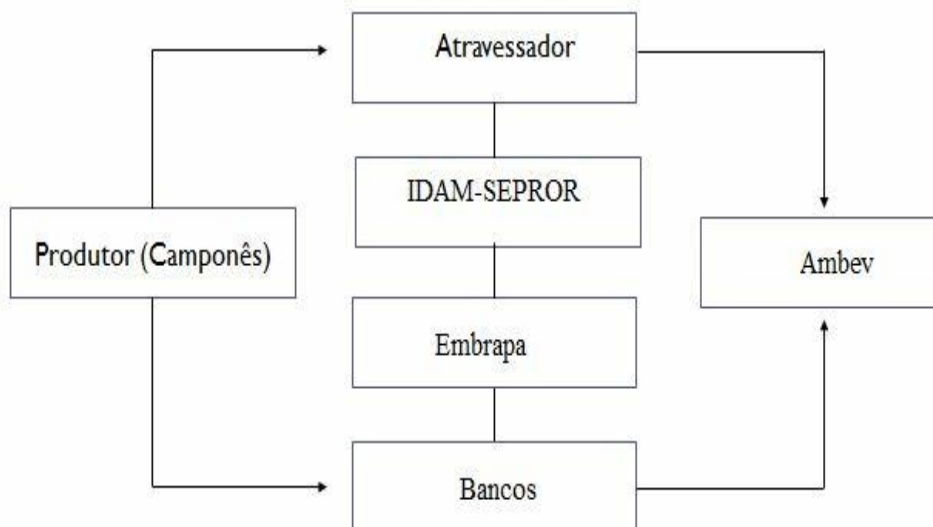 Atravessador
IDAM-SEPROR
Produtor (Camponês)
Ambev
Embrapa
Bancos